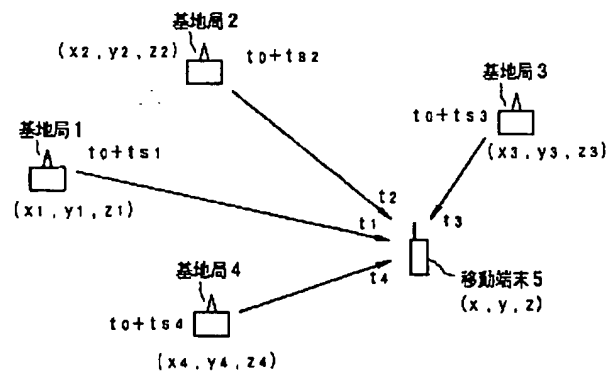 基地局2
(x2,y2,z2)
t0+ts2
基地局3
t0+ts3
(x3,y3,z3)
基地局1
t0+ts1
(x1,y1,z1)
t2
t1
t3
基地局4
t4
移動端末5
(x,y,z)
t0+ts4
(x4,y4,z4)